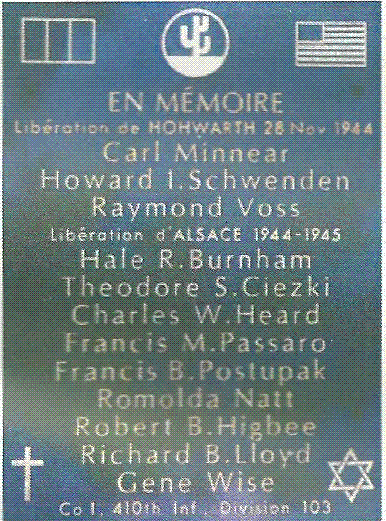 EN MÉMOIRE
Libération de HOHWARTH 28 Nov 1944
Carl Minnear
Howard I.Schwenden
Raymond Voss
Libération d'ALSACE 1944-1945
Hale R.Burnham
Theodore S.Ciezki
Charles W.Heard
Francis M.Passaro
Francis B.Postupak
Romolda Natt
Robert B.Higbee
Richard B.Lloyd
Gene Wise
Co I, 410th Inf., Division 103